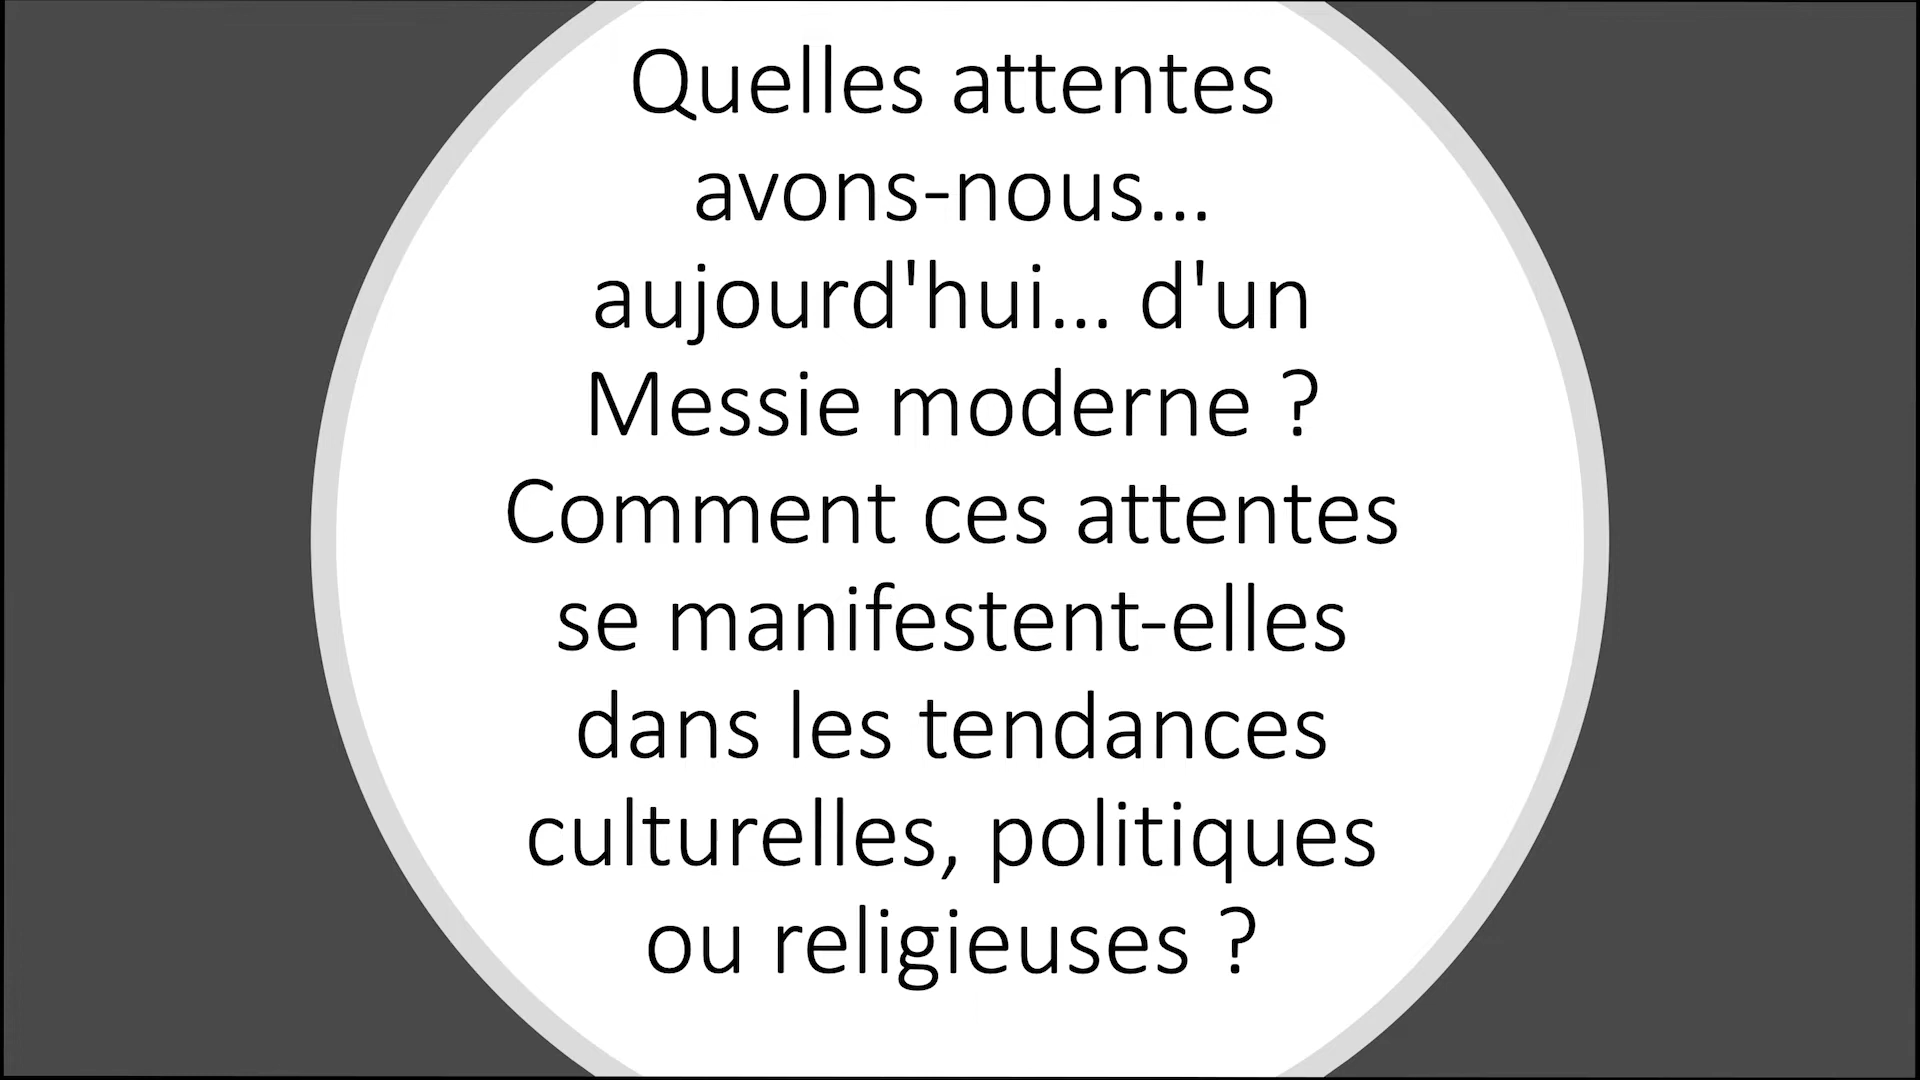 Quelles attentes
avons-nous...
aujourd'hui... d'un
Messie moderne ?
Comment ces attentes
se manifestent-elles
dans les tendances
culturelles, politiques
ou religieuses ?